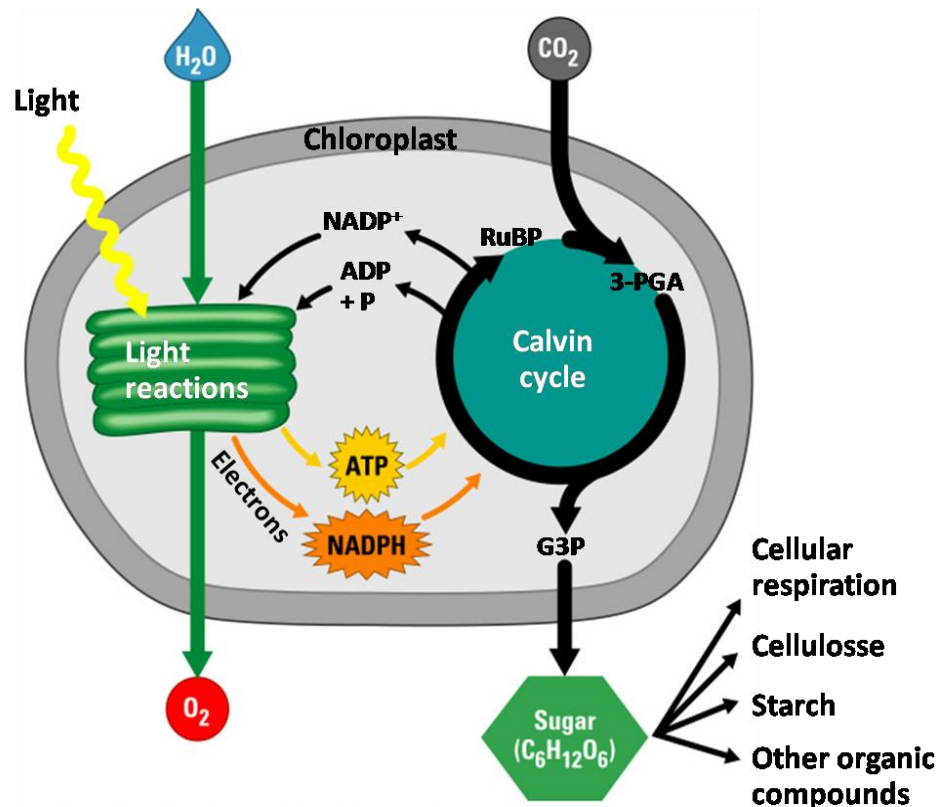 H₂O
CO₂
Light
Chloroplast
NADP⁺
RuBP
ADP
+ P
3-PGA
Light
reactions
Calvin
cycle
ATP
Electrons
NADPH
G3P
Cellular
respiration
Cellulosse
Starch
Other organic
compounds
O₂
Sugar
(C₆H₁₂O₆)